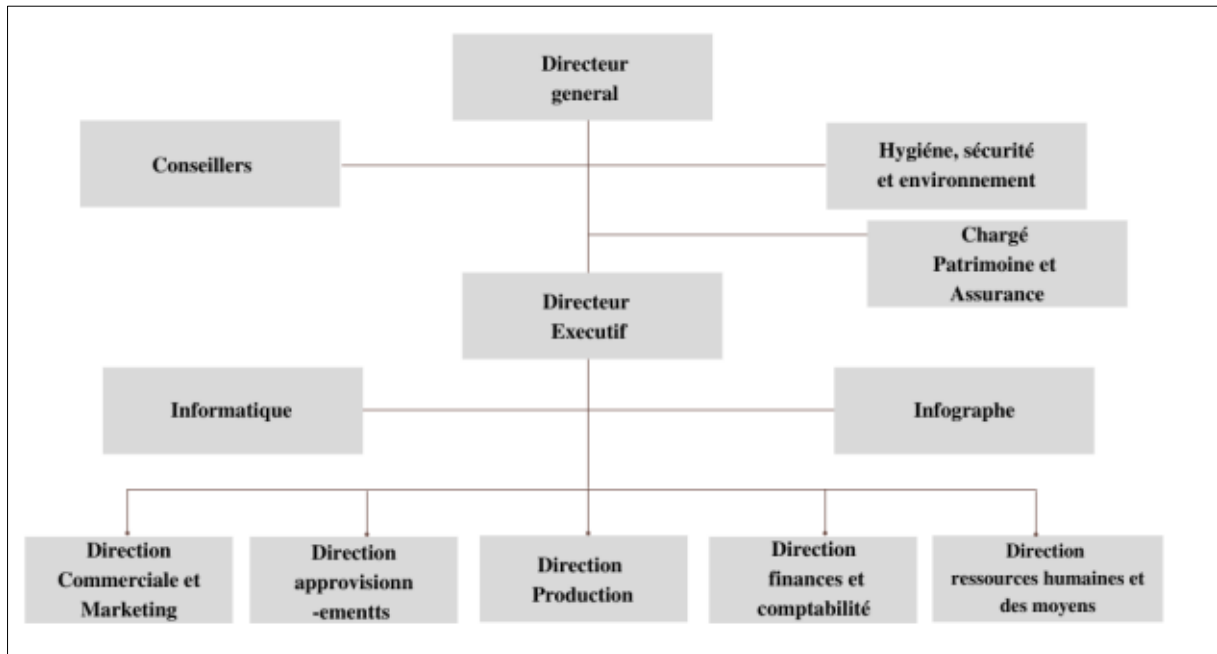 Directeur
general
Conseillers
Hygiéne, sécurité
et environnement
Chargé
Patrimoine et
Assurance
Directeur
Executif
Informatique
Infographe
Direction
Commerciale et
Marketing
Direction
approvisionn
-ementts
Direction
Production
Direction
finances et
comptabilité
Direction
ressources humaines et
des moyens